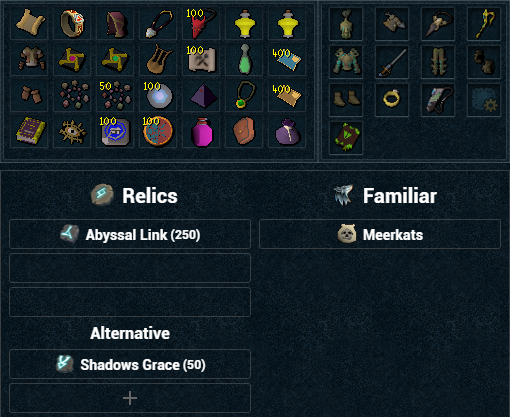 100
100
400
50 100 400
100 100
Relics Familiar
Abyssal Link (250) Meerkats
Alternative
Shadows Grace (50)
+